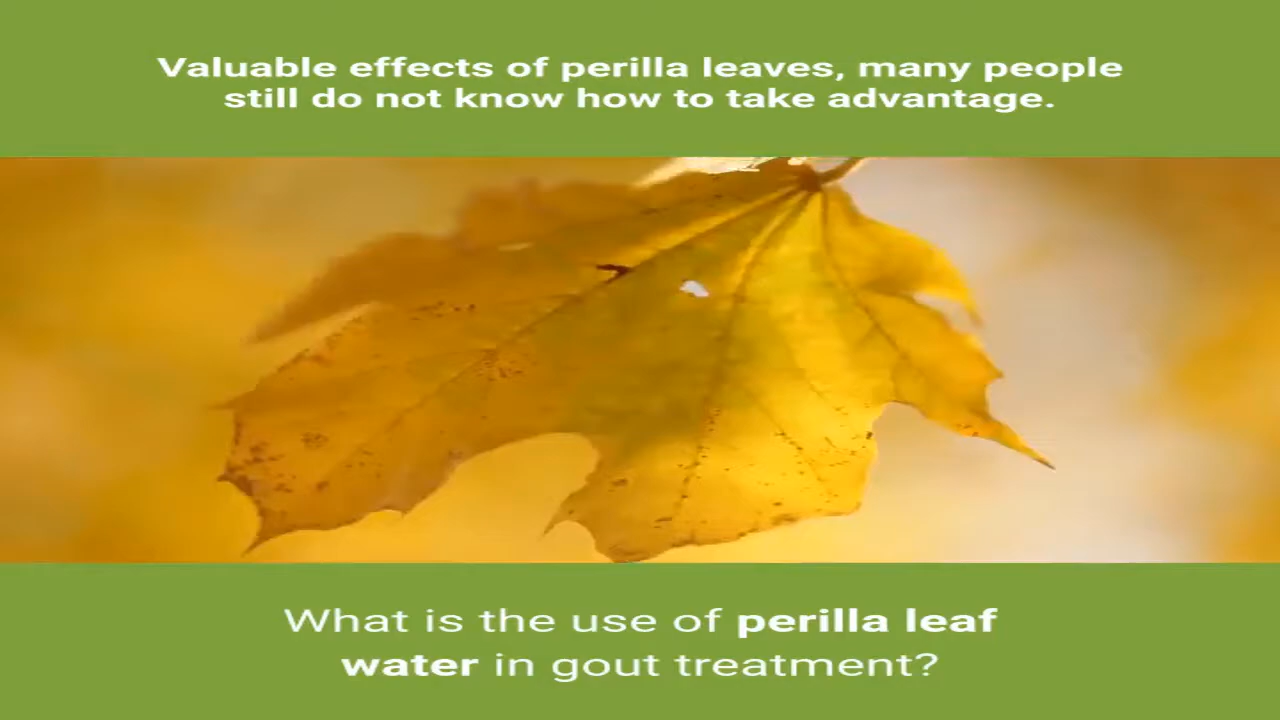 Valuable effects of perilla leaves, many people
still do not know how to take advantage.
What is the use of perilla leaf
water in gout treatment?